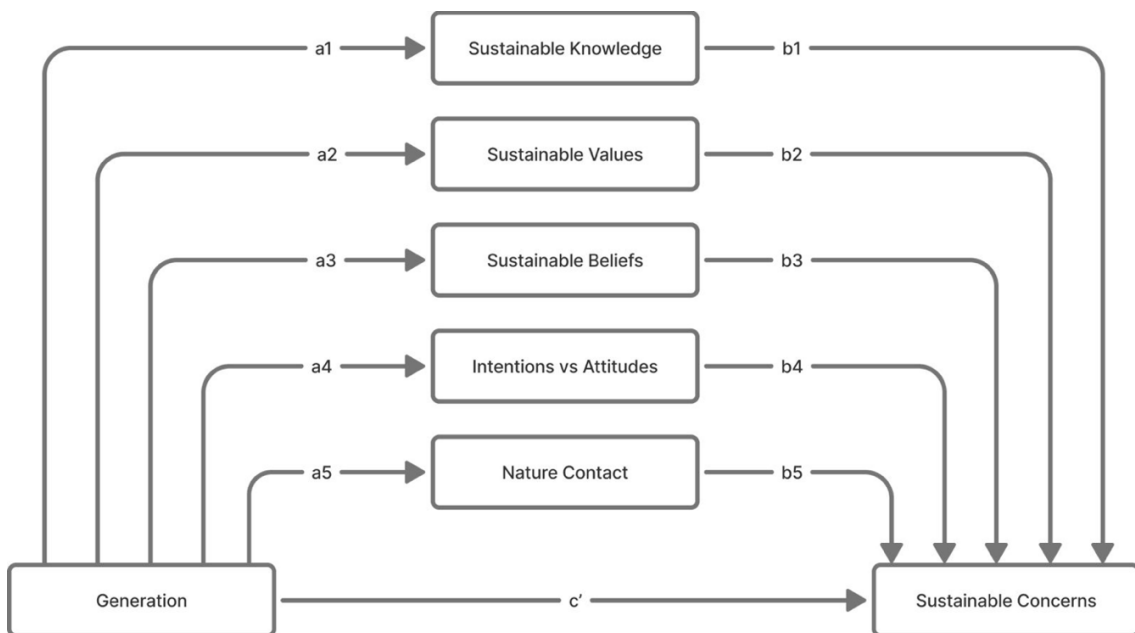 a1
Sustainable Knowledge
b1
a2
Sustainable Values
b2
a3
Sustainable Beliefs
b3
a4
Intentions vs Attitudes
b4
a5
Nature Contact
b5
Generation
c’
Sustainable Concerns